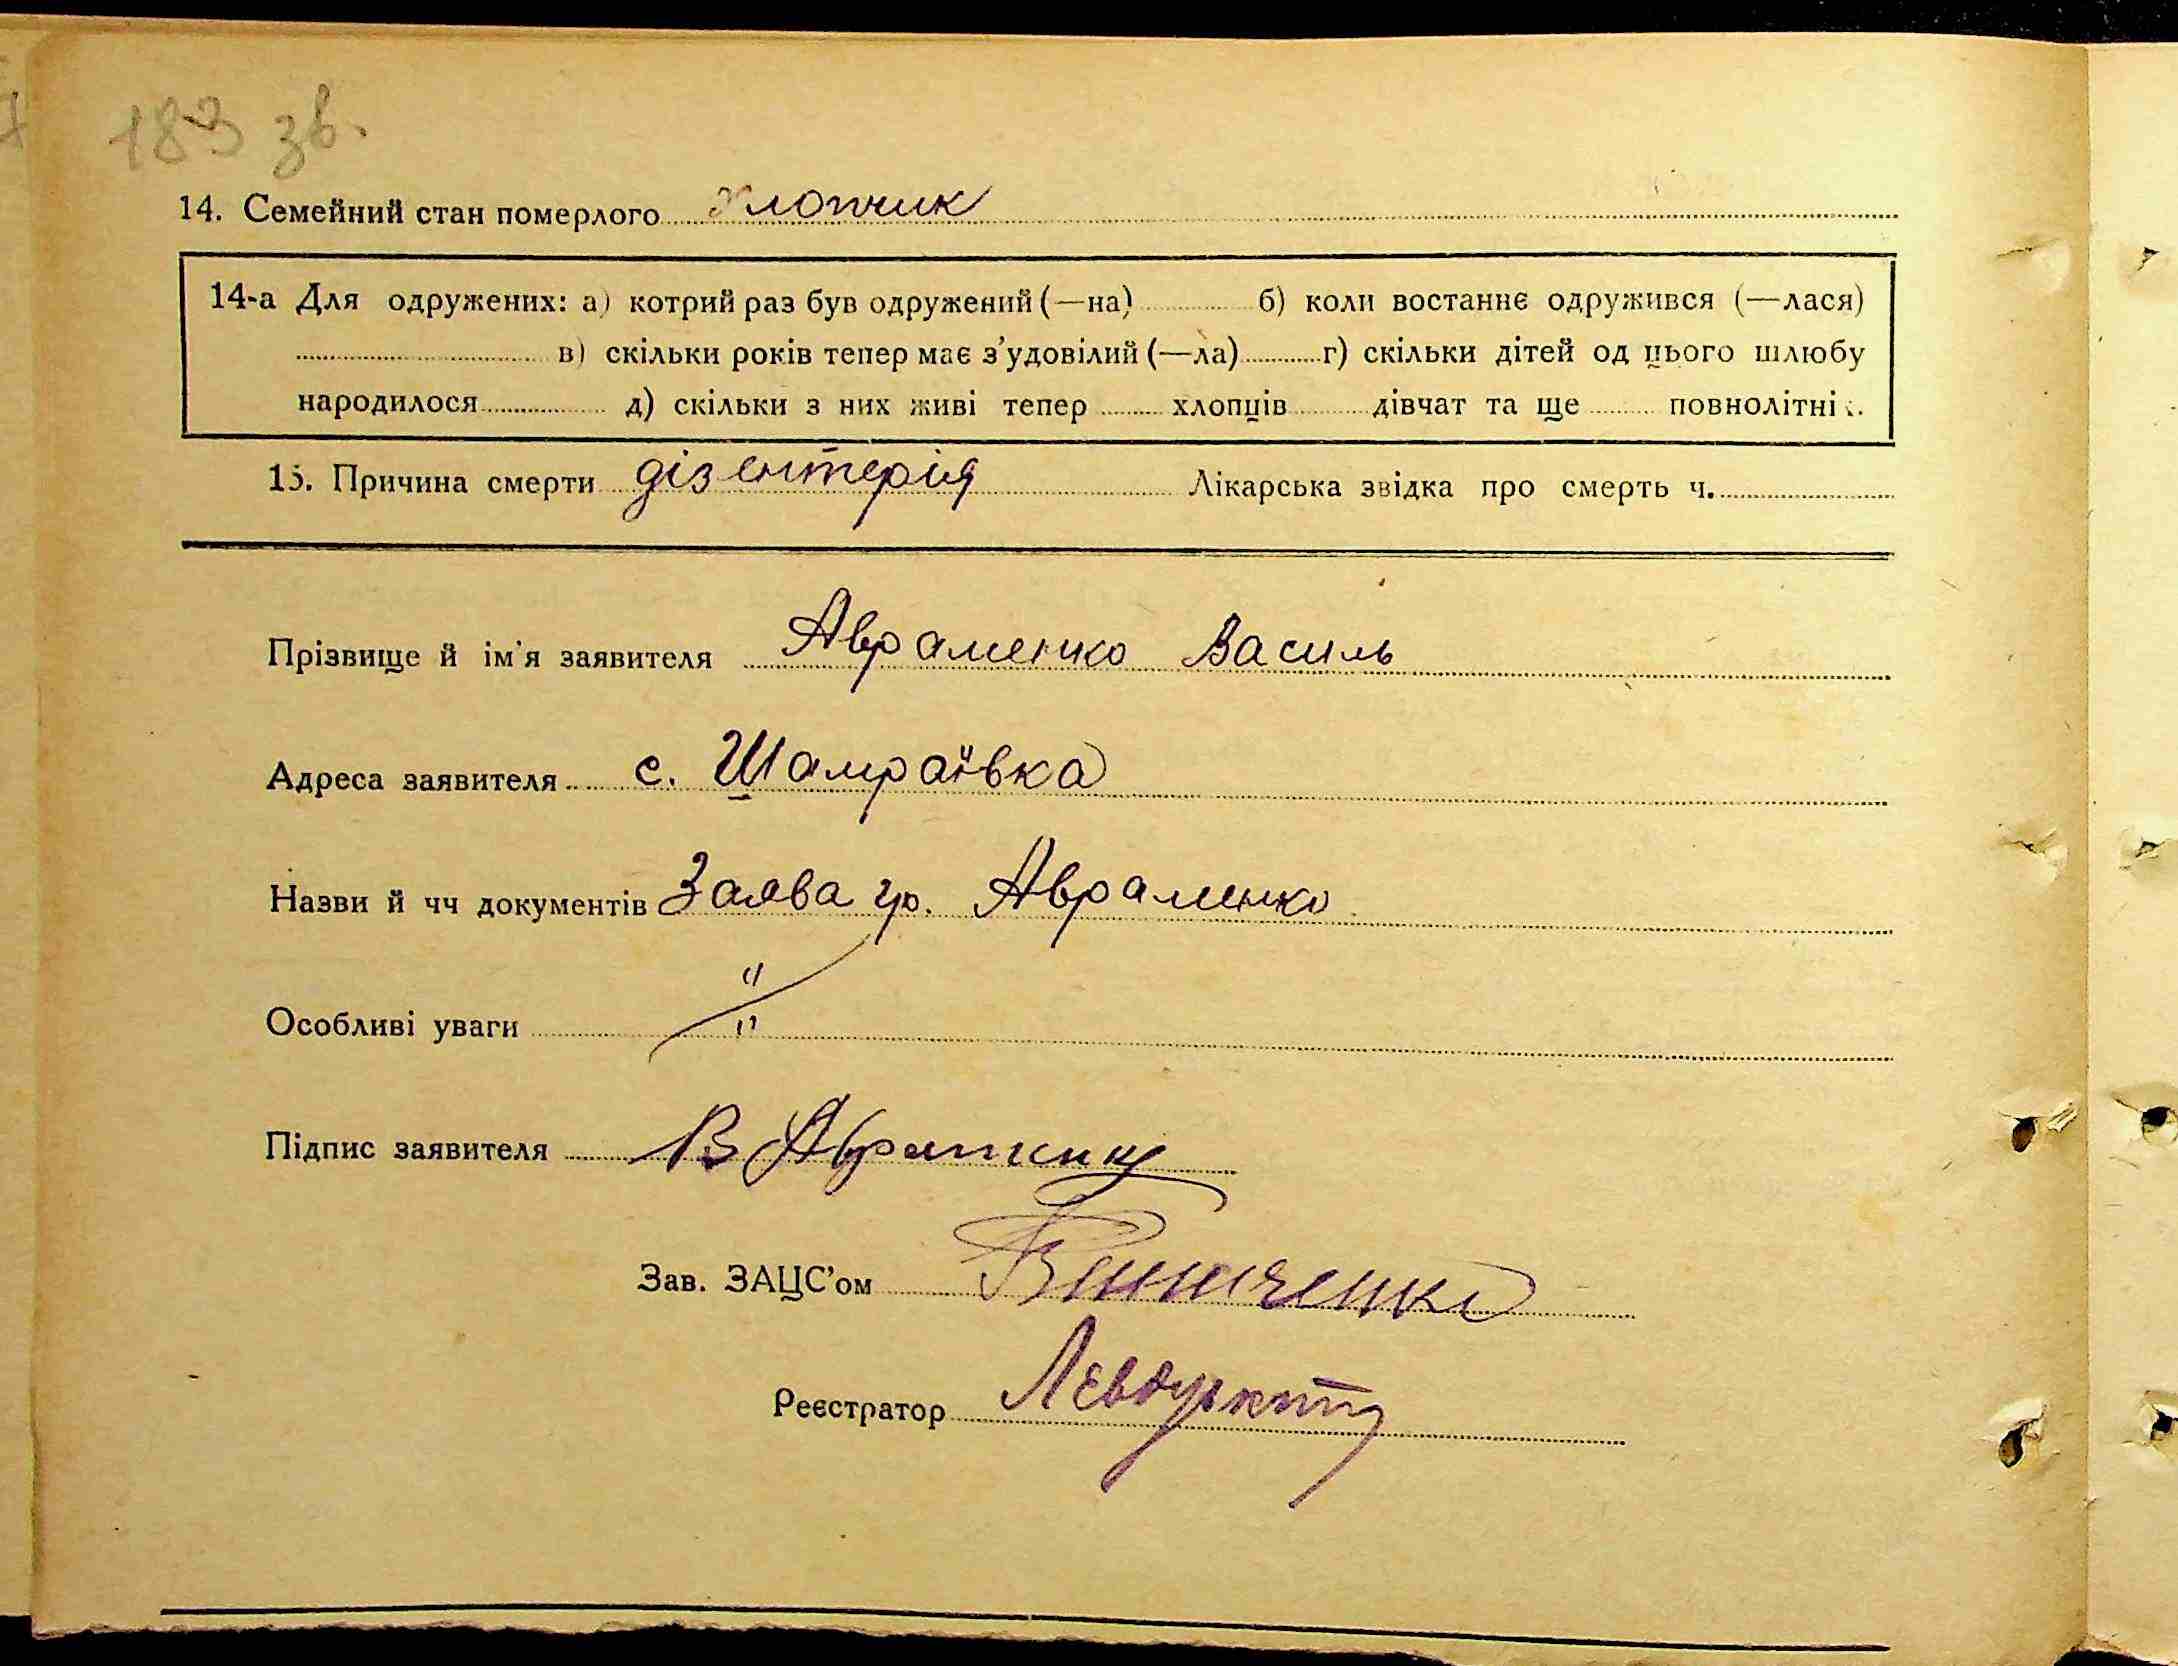 183 зв.
14. Семейний стан померлого хлопчик
14-а Для одружених: а) котрий раз був одружений (—на) б) коли востаннє одружився (—лася)
в) скільки років тепер має з'удовілий (—ла) г) скільки дітей од цього шлюбу
народилося д) скільки з них живі тепер хлопців дівчат та ще повнолітніх.
15. Причина смерти дізентерія Лікарська звідка про смерть ч.
Прізвище й ім'я заявителя Авраменко Василь
Адреса заявителя с. Шамраївка
Назви й чч документів Заява гр. Авраменко
Особливі уваги " "
Підпис заявителя В Авраменко
Зав. ЗАЦС'ом Винниченко
Реєстратор